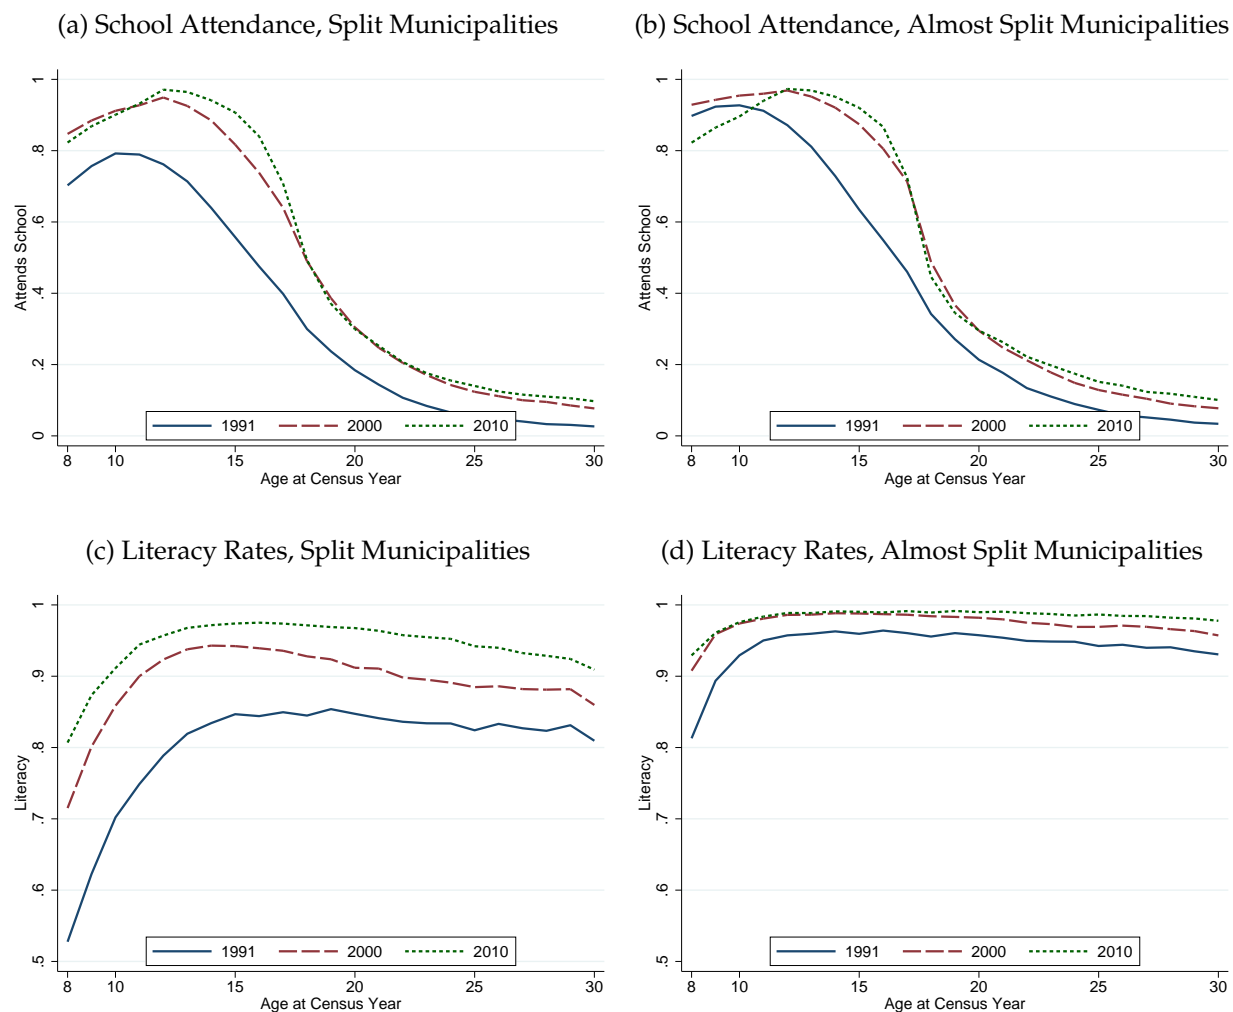 (a) School Attendance, Split Municipalities
Attends School
1
.8
.6
.4
.2
0
1991 2000 2010
8 10 15 20 25 30
Age at Census Year
(b) School Attendance, Almost Split Municipalities
Attends School
1
.8
.6
.4
.2
0
1991 2000 2010
8 10 15 20 25 30
Age at Census Year
(c) Literacy Rates, Split Municipalities
Literacy
1
.9
.8
.7
.6
.5
1991 2000 2010
8 10 15 20 25 30
Age at Census Year
(d) Literacy Rates, Almost Split Municipalities
Literacy
1
.9
.8
.7
.6
.5
1991 2000 2010
8 10 15 20 25 30
Age at Census Year